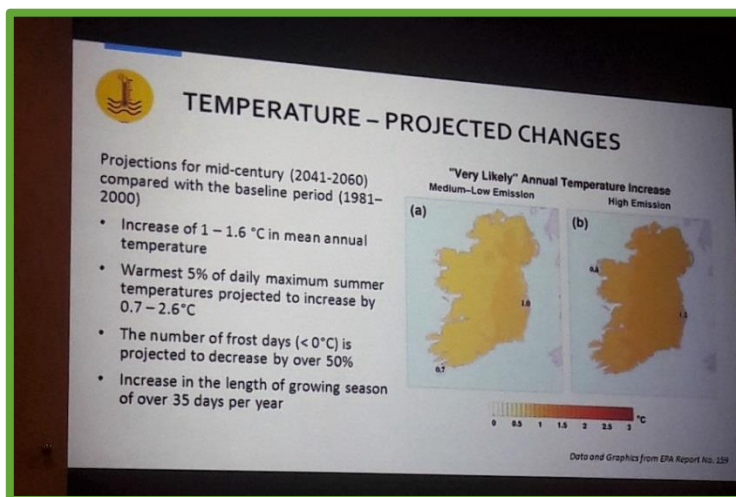 TEMPERATURE – PROJECTED CHANGES
Projections for mid-century (2041-2060)
compared with the baseline period (1981–
2000)
• Increase of 1 – 1.6 °C in mean annual
temperature
• Warmest 5% of daily maximum summer
temperatures projected to increase by
0.7 – 2.6°C
• The number of frost days (< 0°C) is
projected to decrease by over 50%
• Increase in the length of growing season
of over 35 days per year
"Very Likely" Annual Temperature Increase
Medium–Low Emission
High Emission
(a)
(b)
1.0
0.7
0 0.5 1 1.5 2 2.5 3 °C
Data and Graphics from EPA Report No. 159